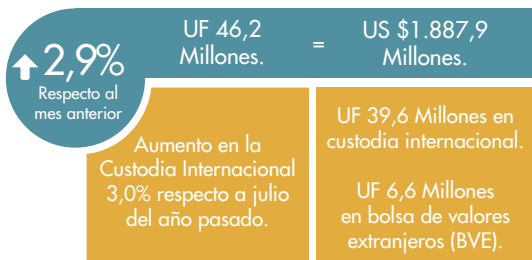 2,9%
Respecto al
mes anterior
UF 46,2
Millones.
=
US $1.887,9
Millones.
Aumento en la
Custodia Internacional
3,0% respecto a julio
del año pasado.
UF 39,6 Millones en
custodia internacional.
UF 6,6 Millones
en bolsa de valores
extranjeros (BVE).